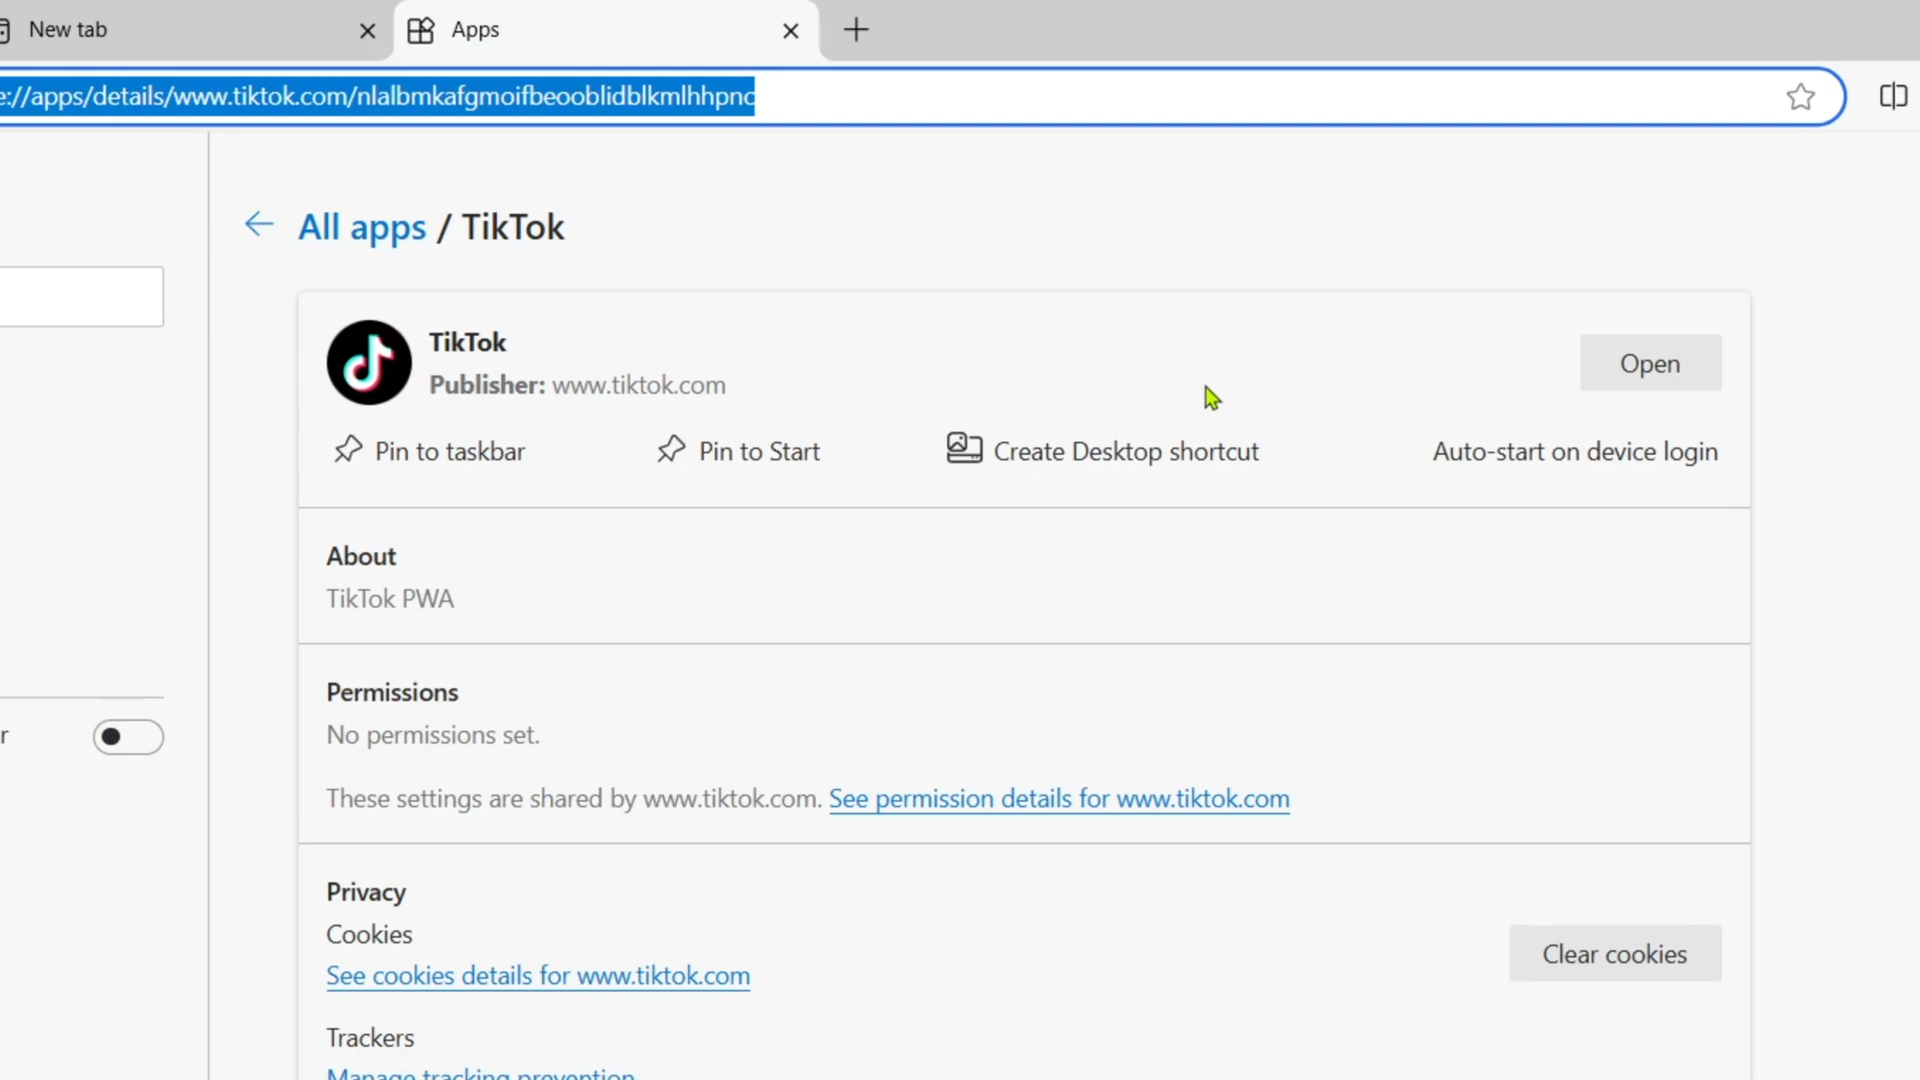 New tab
Apps
e://apps/details/www.tiktok.com/nlalbmkafgmoifbeooblidblkmlhhpnc
All apps / TikTok
TikTok
Open
Publisher: www.tiktok.com
Pin to taskbar
Pin to Start
Create Desktop shortcut
Auto-start on device login
About
TikTok PWA
Permissions
No permissions set.
r
These settings are shared by www.tiktok.com. See permission details for www.tiktok.com
Privacy
Cookies
Clear cookies
See cookies details for www.tiktok.com
Trackers
Manage tracking prevention